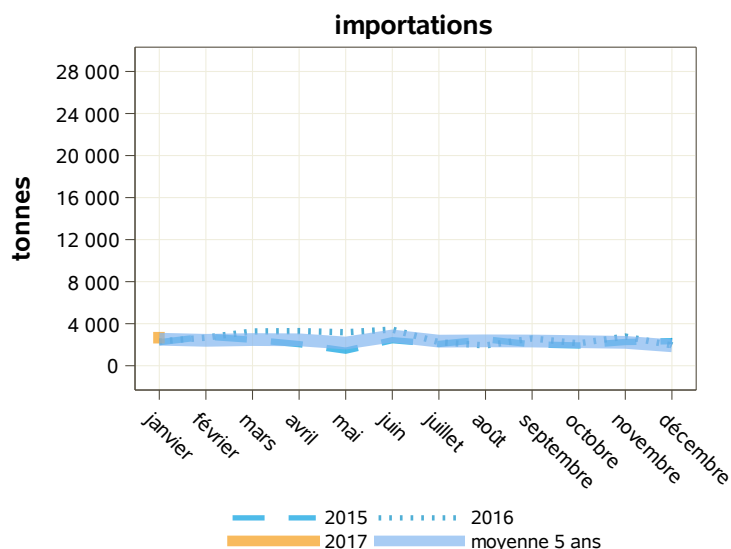 importations
tonnes
28 000
24 000
20 000
16 000
12 000
8 000
4 000
0
janvier
février
mars
avril
mai
juin
juillet
août
septembre
octobre
novembre
décembre
2015 2016
2017 moyenne 5 ans